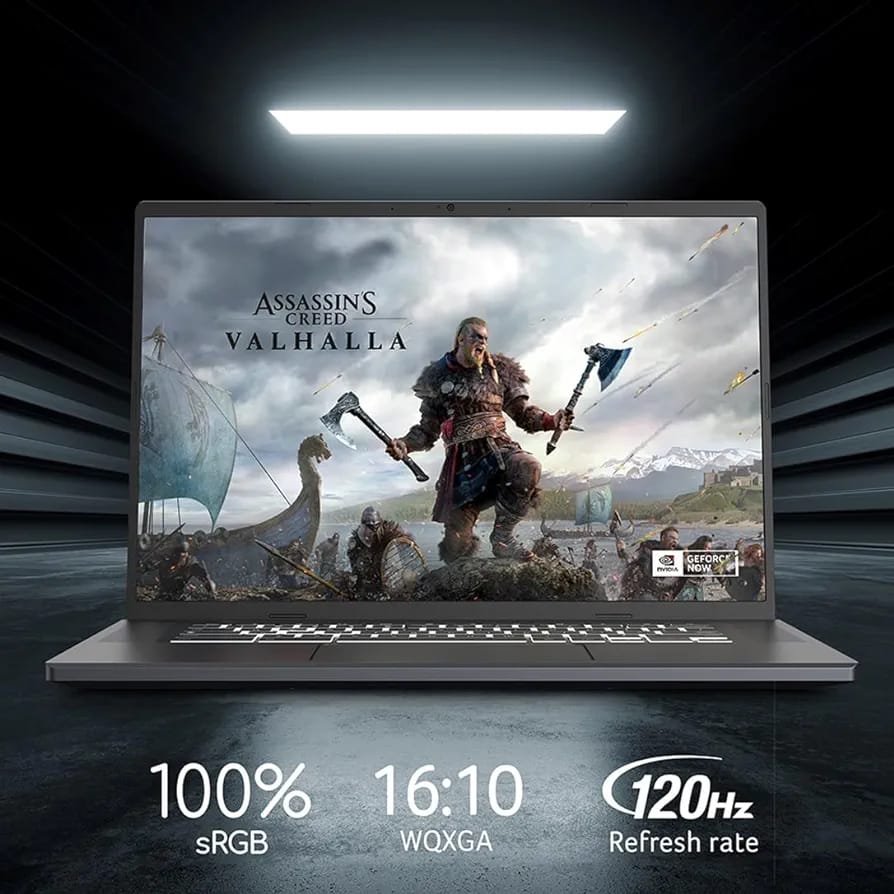 ASSASSIN'S
CREED
VALHALLA
NVIDIA
GEFORCE
NOW
100%
sRGB
16:10
WQXGA
120Hz
Refresh rate